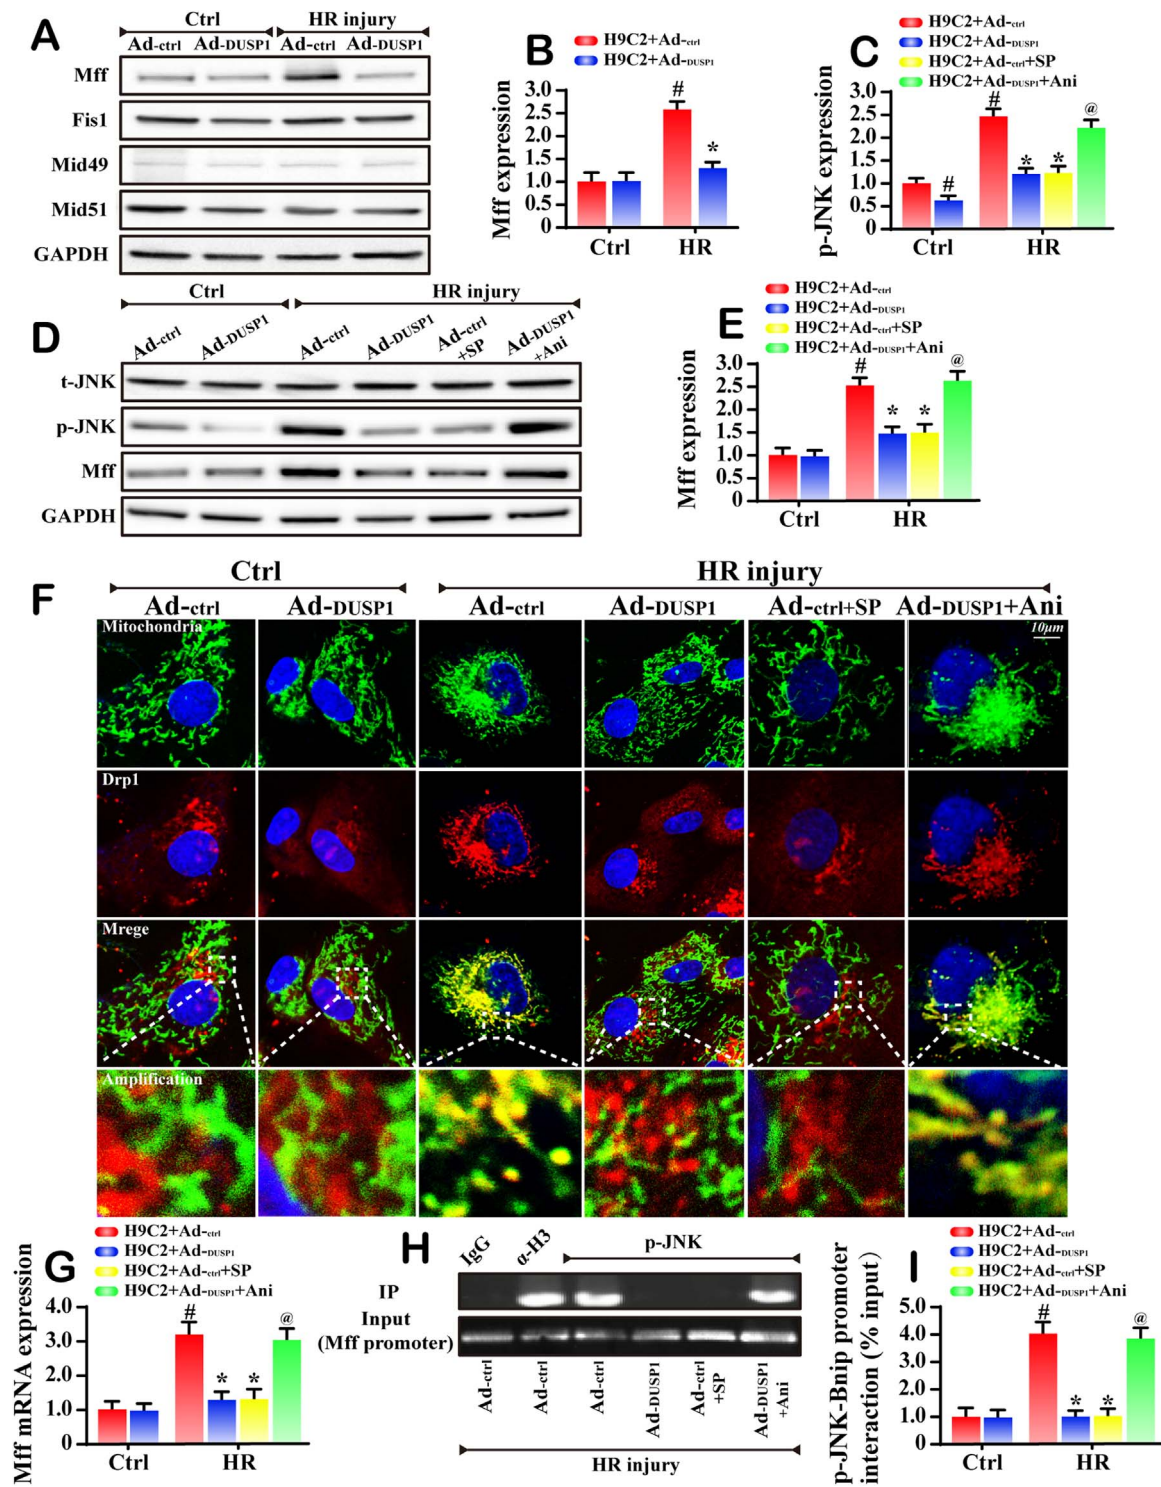 A
Ctrl
HR injury
Ad-ctrl Ad-DUSP1 Ad-ctrl Ad-DUSP1
Mff
Fis1
Mid49
Mid51
GAPDH
B
H9C2+Ad-ctrl
H9C2+Ad-DUSP1
Mff expression
3.0
2.5
2.0
1.5
1.0
0.5
0
#
*
Ctrl
HR
C
H9C2+Ad-ctrl
H9C2+Ad-DUSP1
H9C2+Ad-ctrl+SP
H9C2+Ad-DUSP1+Ani
p-JNK expression
3.0
2.5
2.0
1.5
1.0
0.5
0
#
#
*
*
@
Ctrl
HR
D
Ctrl
HR injury
Ad-ctrl
Ad-DUSP1
Ad-ctrl
Ad-DUSP1
Ad-ctrl
+SP
Ad-DUSP1
+Ani
t-JNK
p-JNK
Mff
GAPDH
E
H9C2+Ad-ctrl
H9C2+Ad-DUSP1
H9C2+Ad-ctrl+SP
H9C2+Ad-DUSP1+Ani
Mff expression
3.0
2.5
2.0
1.5
1.0
0.5
0
#
*
*
@
Ctrl
HR
F
Ctrl
HR injury
Ad-ctrl Ad-DUSP1 Ad-ctrl Ad-DUSP1 Ad-ctrl+SP Ad-DUSP1+Ani
Mitochondria
10μm
Drp1
Mrege
Amplification
G
H9C2+Ad-ctrl
H9C2+Ad-DUSP1
H9C2+Ad-ctrl+SP
H9C2+Ad-DUSP1+Ani
Mff mRNA expression
4.0
3.0
2.0
1.0
0
#
*
*
@
Ctrl
HR
H
IgG
α-H3
p-JNK
IP
Input
(Mff promoter)
Ad-ctrl
Ad-ctrl
Ad-ctrl
Ad-DUSP1
Ad-ctrl
+SP
Ad-DUSP1
+Ani
HR injury
I
H9C2+Ad-ctrl
H9C2+Ad-DUSP1
H9C2+Ad-ctrl+SP
H9C2+Ad-DUSP1+Ani
p-JNK-Bnip promoter
interaction (% input)
5.0
4.0
3.0
2.0
1.0
0
#
*
*
@
Ctrl
HR